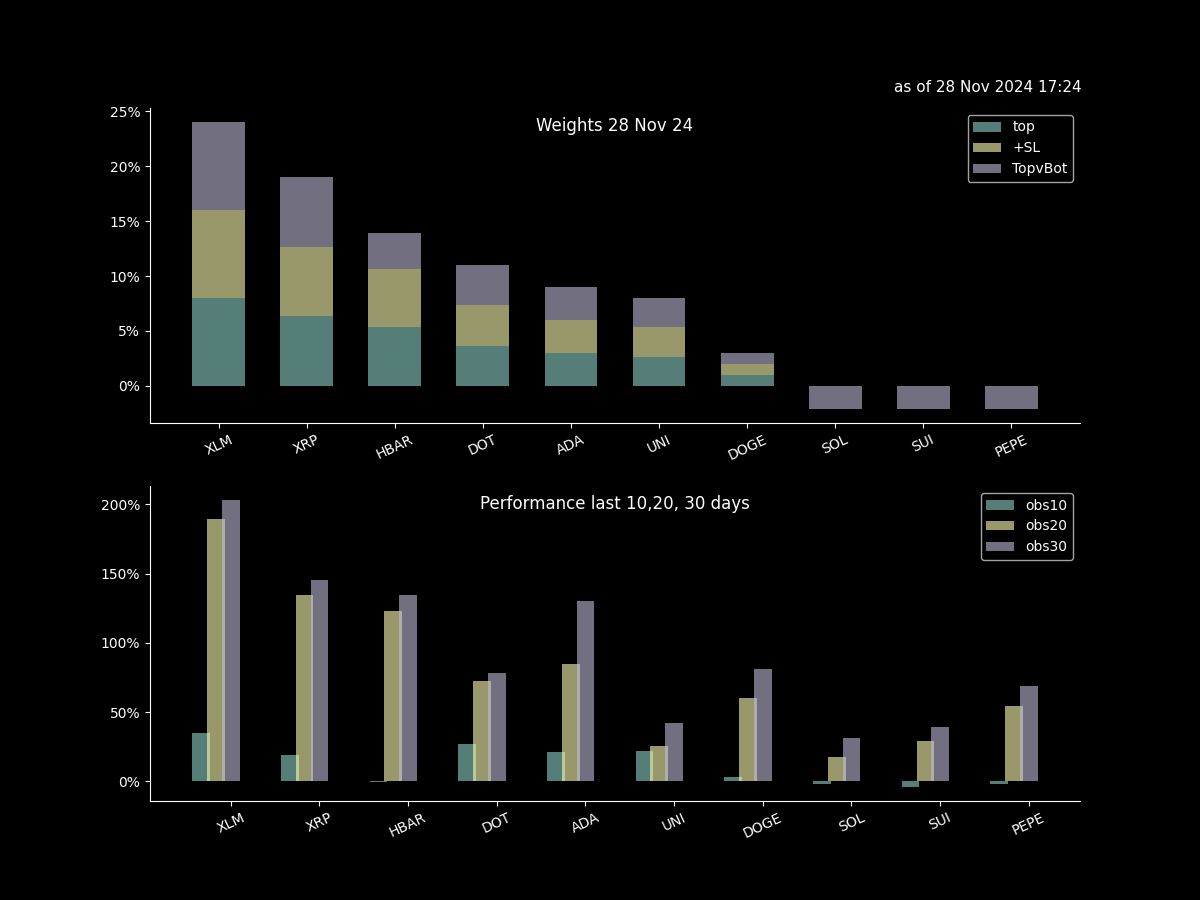 as of 28 Nov 2024 17:24
Weights 28 Nov 24
top
+SL
TopvBot
25%
20%
15%
10%
5%
0%
XLM XRP HBAR DOT ADA UNI DOGE SOL SUI PEPE
Performance last 10,20, 30 days
obs10
obs20
obs30
200%
150%
100%
50%
0%
XLM XRP HBAR DOT ADA UNI DOGE SOL SUI PEPE